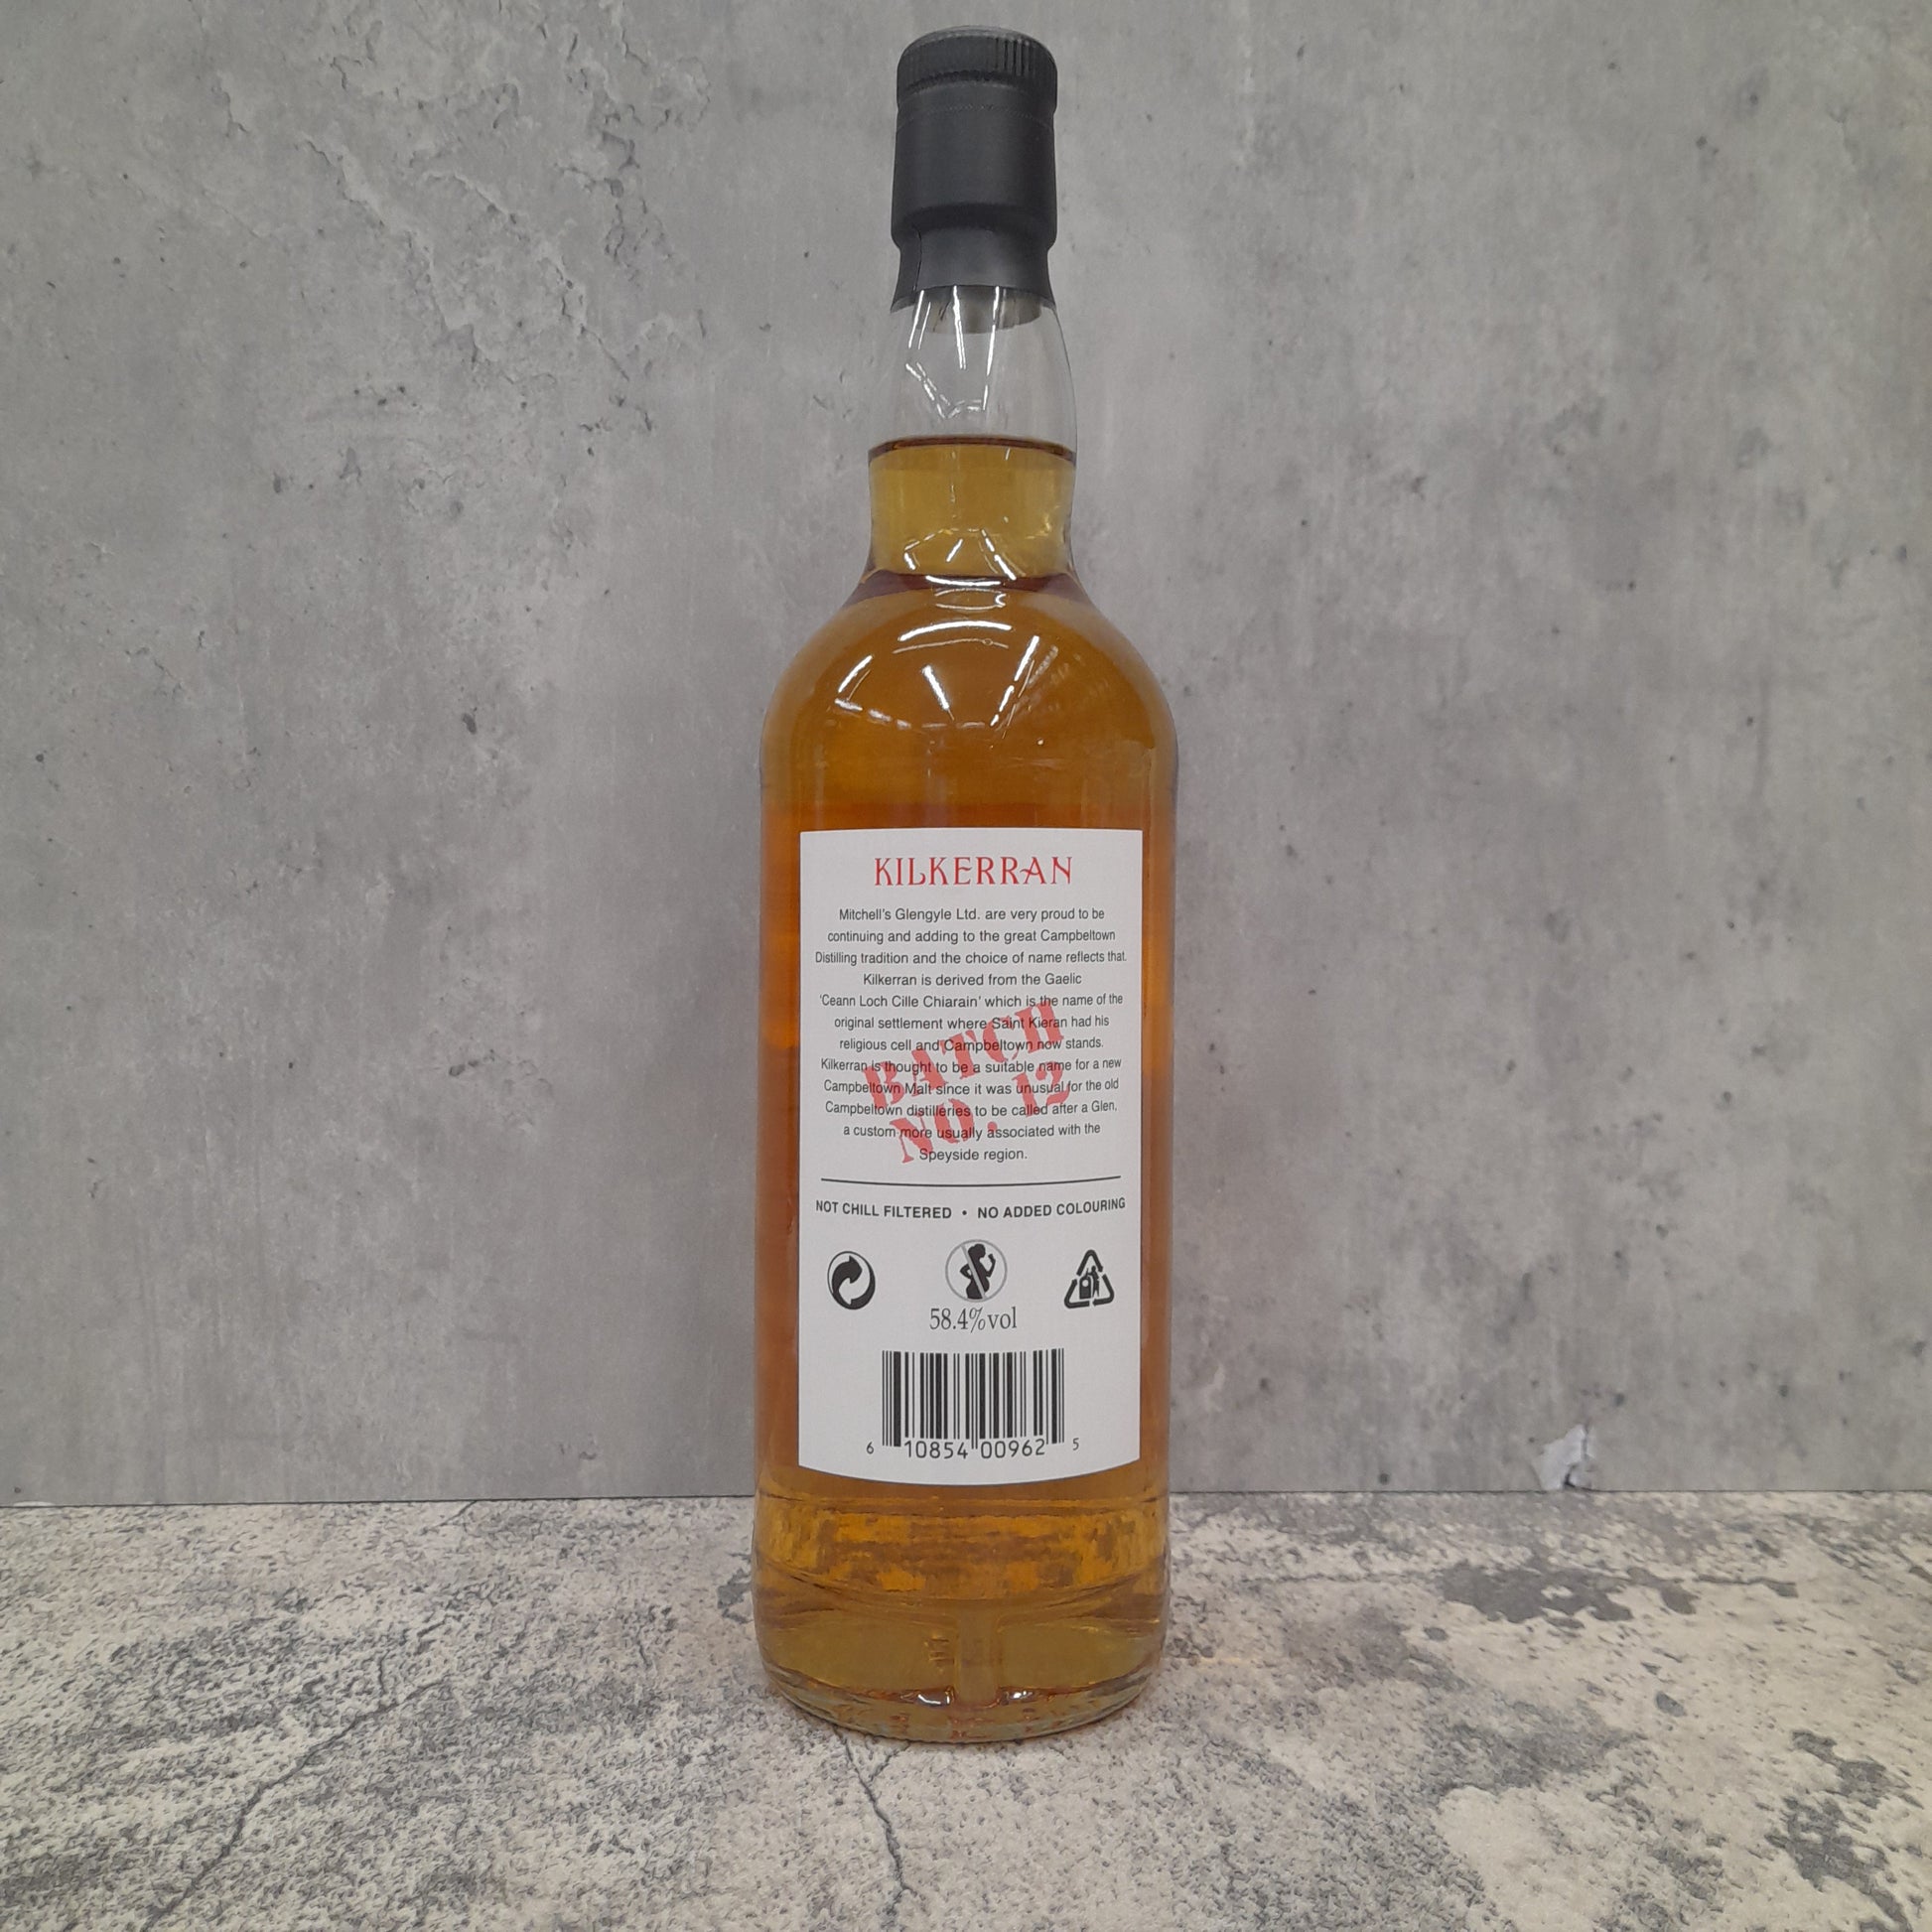 KILKERRAN
Mitchell's Glengyle Ltd. are very proud to be
continuing and adding to the great Campbeltown
Distilling tradition and the choice of name reflects that.
Kilkerran is derived from the Gaelic
'Ceann Loch Cille Chiarain' which is the name of the
original settlement where Saint Kieran had his
religious cell and Campbeltown now stands.
Kilkerran is thought to be a suitable name for a new
Campbeltown Malt since it was unusual for the old
Campbeltown distilleries to be called after a Glen,
a custom more usually associated with the
Speyside region.
BATCH
NO. 12
NOT CHILL FILTERED • NO ADDED COLOURING
58.4%vol
6 10854 00962 5